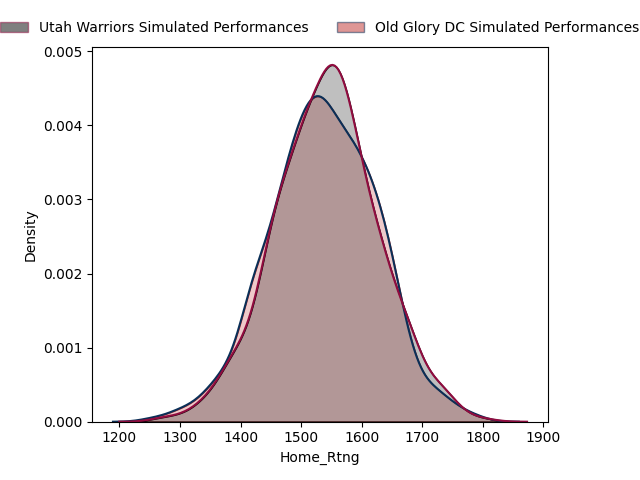 Utah Warriors Simulated Performances
Old Glory DC Simulated Performances
0.005
0.004
0.003
0.002
0.001
0.000
Density
1200 1300 1400 1500 1600 1700 1800 1900
Home_Rtng